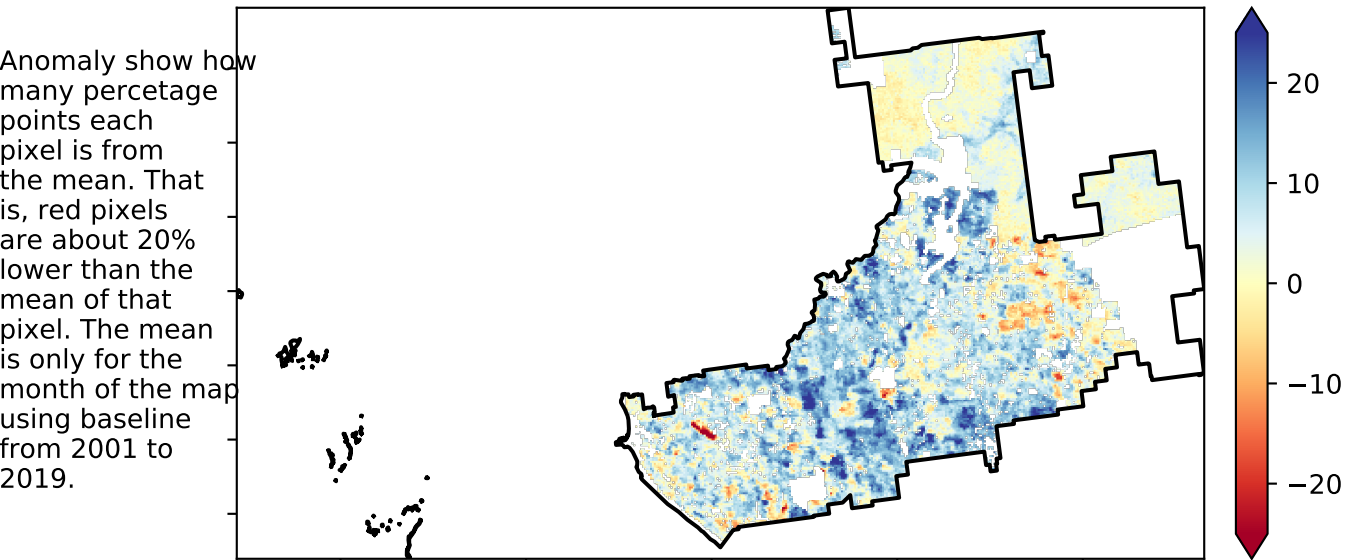 Anomaly show how
many percetage
points each
pixel is from
the mean. That
is, red pixels
are about 20%
lower than the
mean of that
pixel. The mean
is only for the
month of the map
using baseline
from 2001 to
2019.
20
10
0
−10
−20